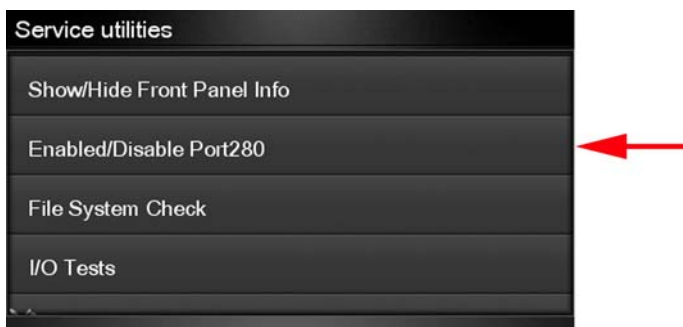 Service utilities
Show/Hide Front Panel Info
Enabled/Disable Port280
File System Check
I/O Tests